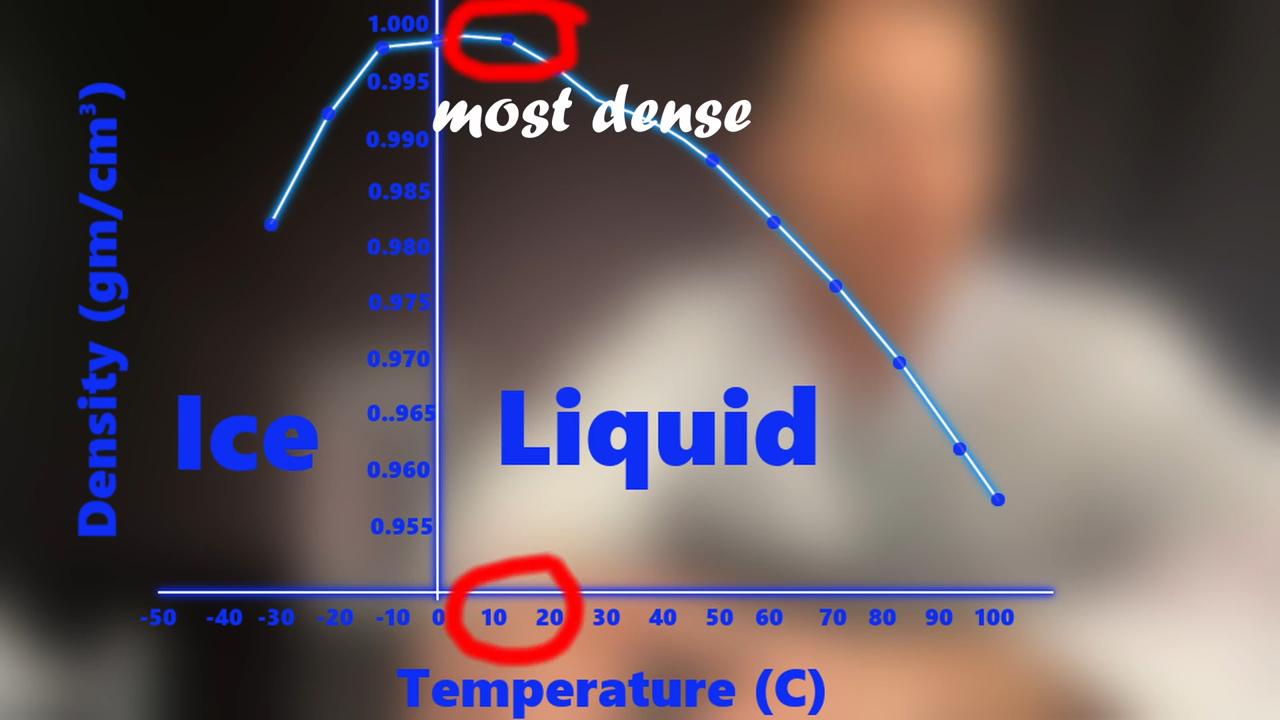 1.000
0.995
most dense
0.990
0.985
0.980
0.975
0.970
0..965
0.960
0.955
Density (gm/cm³)
Ice
Liquid
-50 -40 -30 -20 -10 0 10 20 30 40 50 60 70 80 90 100
Temperature (C)